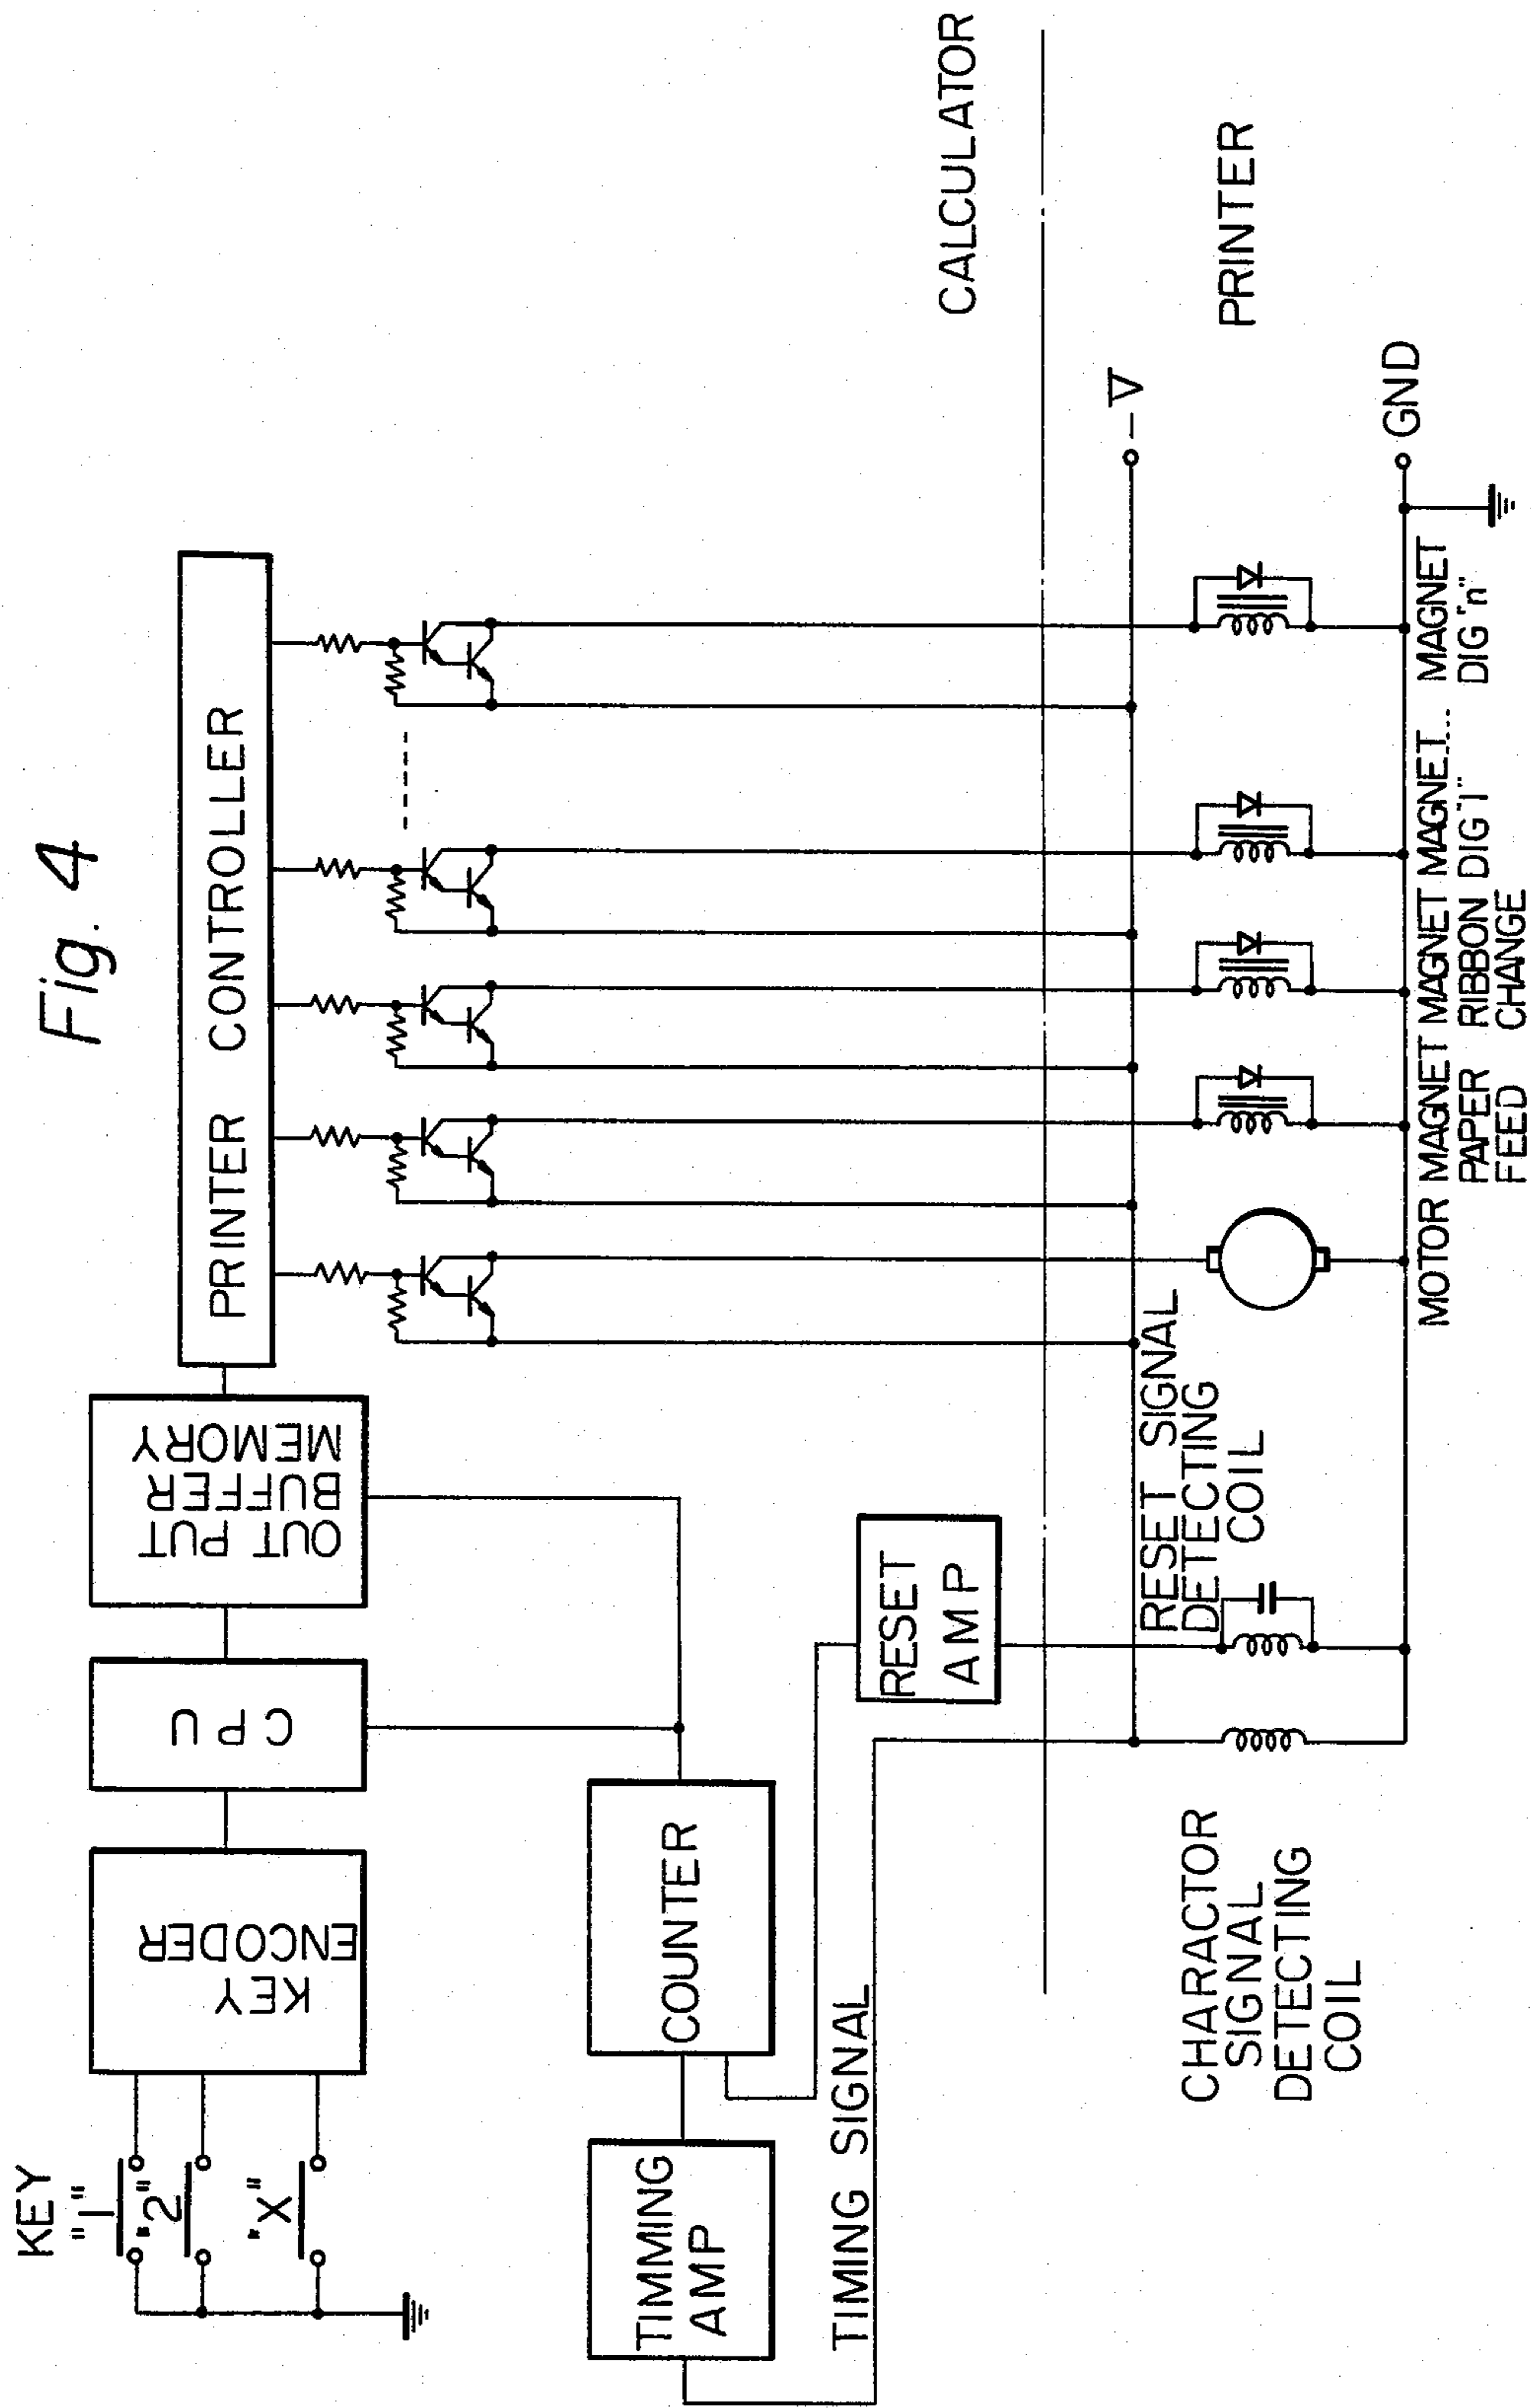 Fig. 4
KEY
"1"
"2"
"X"
KEY
ENCODER
CPU
OUT PUT
BUFFER
MEMORY
PRINTER CONTROLLER
TIMMING
AMP
COUNTER
RESET
AMP
TIMING SIGNAL
CALCULATOR
PRINTER
-V
GND
RESET SIGNAL
DETECTING
COIL
CHARACTOR
SIGNAL
DETECTING
COIL
MOTOR MAGNET MAGNET MAGNET... MAGNET
PAPER RIBBON DIG"1" DIG"n"
FEED CHANGE